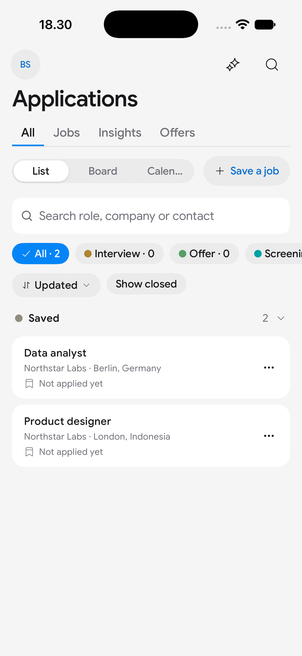 18.30
BS
Applications
All Jobs Insights Offers
List Board Calen... + Save a job
Search role, company or contact
All · 2 Interview · 0 Offer · 0 Screeni
Updated Show closed
Saved 2
Data analyst
Northstar Labs · Berlin, Germany
Not applied yet
Product designer
Northstar Labs · London, Indonesia
Not applied yet